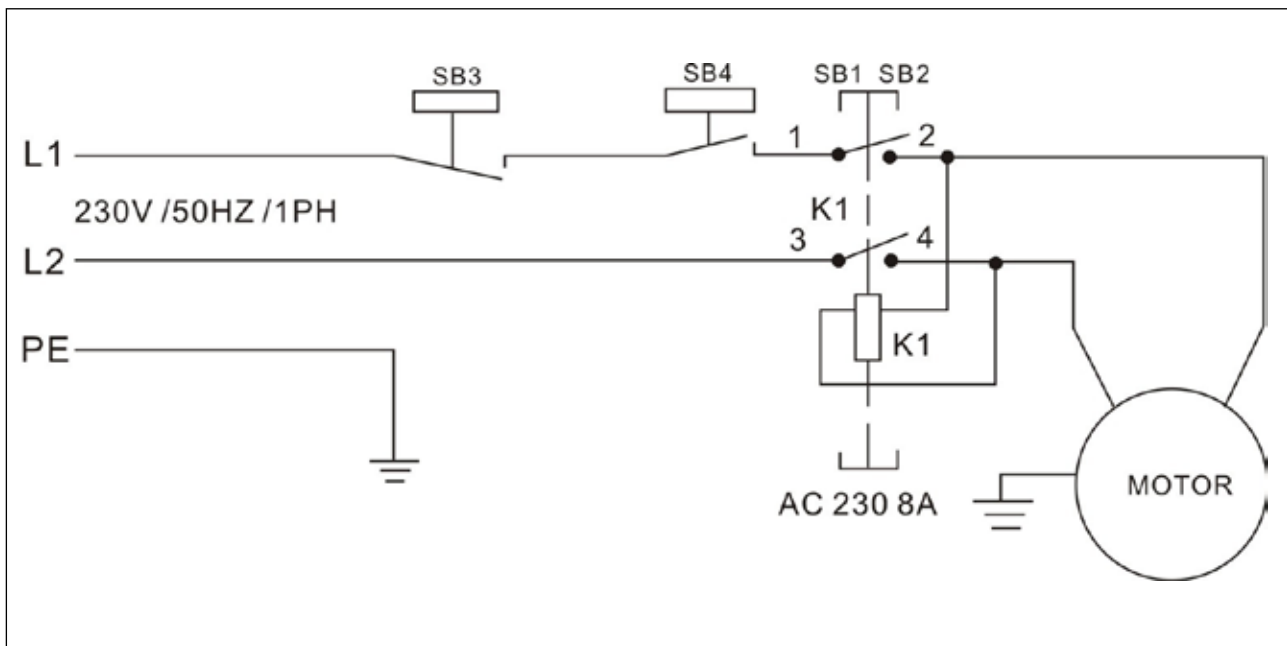 SB3
SB4
SB1 SB2
L1
1
2
230V /50HZ /1PH
K1
L2
3
4
PE
K1
MOTOR
AC 230 8A